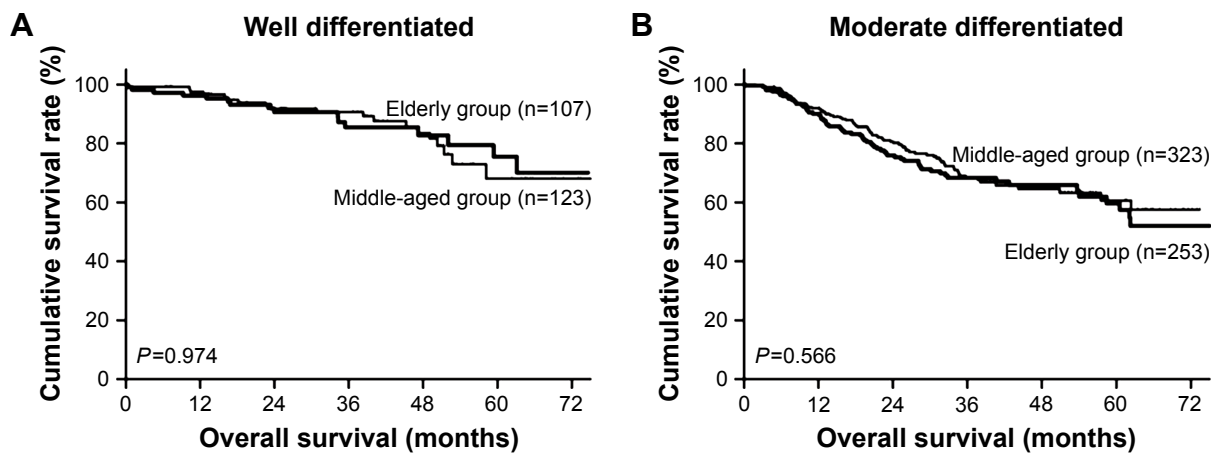 A
Well differentiated
Cumulative survival rate (%)
100
80
60
40
20
0
Elderly group (n=107)
Middle-aged group (n=123)
P=0.974
0 12 24 36 48 60 72
Overall survival (months)
B
Moderate differentiated
Cumulative survival rate (%)
100
80
60
40
20
0
Middle-aged group (n=323)
Elderly group (n=253)
P=0.566
0 12 24 36 48 60 72
Overall survival (months)